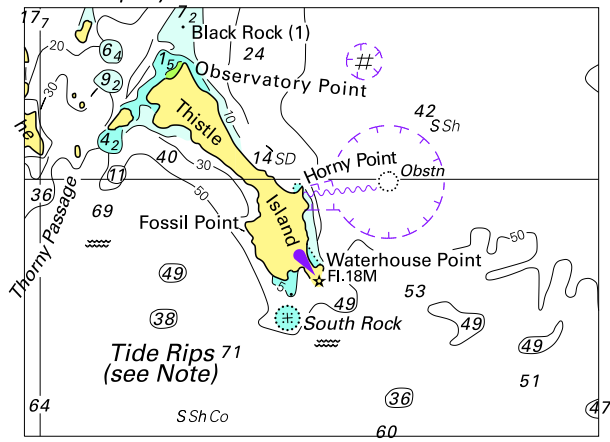 17₇
7₂
Black Rock (1)
20
6₄
24
#
1₅
Observatory Point
30
9₂
10
42
S Sh
Thistle
4₂
40
30
14 SD
Horny Point
Obstn
11
50
36
69
Thorny Passage
Fossil Point
Island
50
Waterhouse Point
Fl.18M
49
5
53
49
38
South Rock
49
49
Tide Rips 71
(see Note)
51
64
S Sh Co
36
47
60